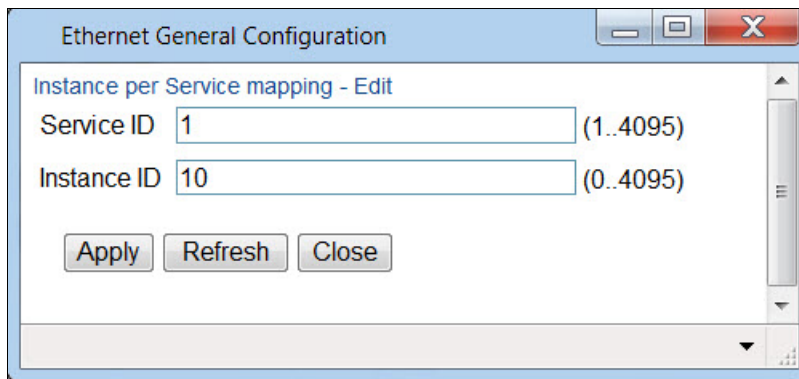 Ethernet General Configuration
Instance per Service mapping - Edit
Service ID 1 (1..4095)
Instance ID 10 (0..4095)
Apply Refresh Close